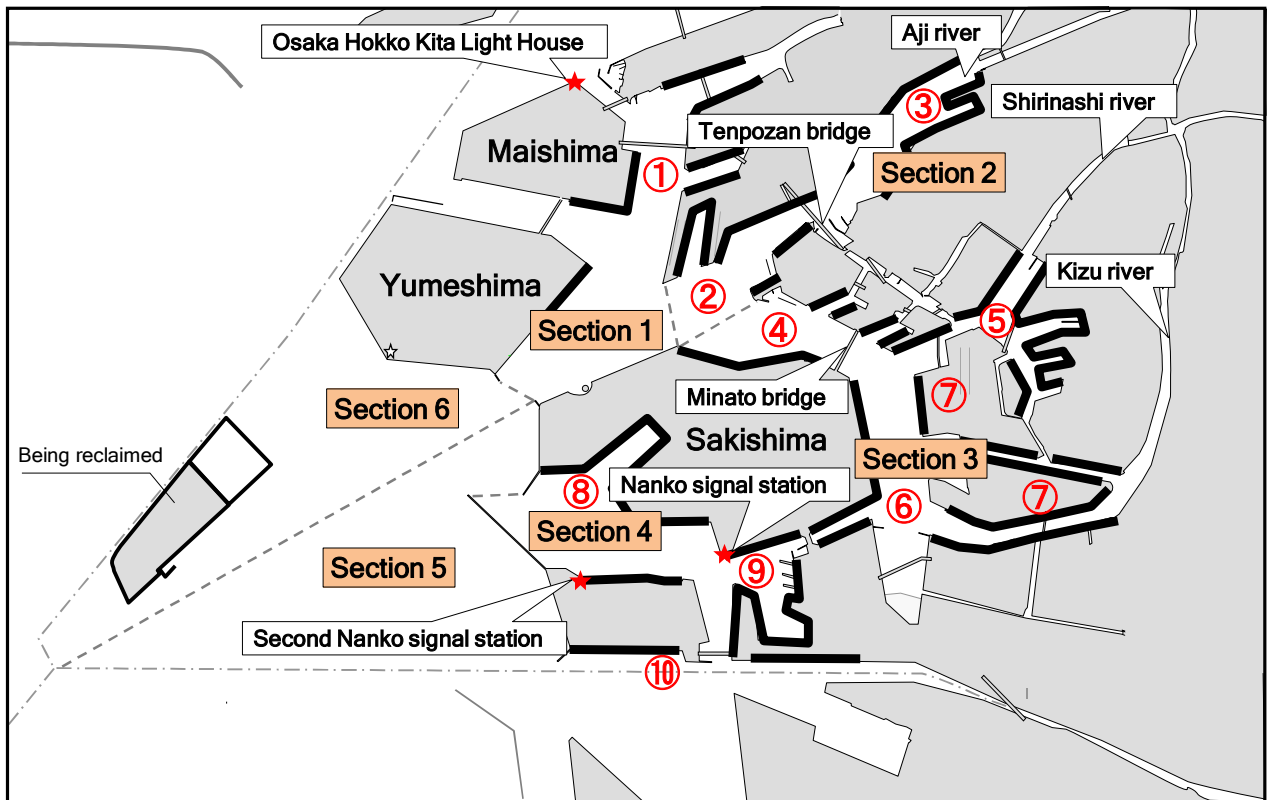 Osaka Hokko Kita Light House
Aji river
③
Shirinashi river
Tenpozan bridge
Maishima
①
Section 2
Kizu river
Yumeshima
②
⑤
Section 1
④
Minato bridge
⑦
Section 6
Sakishima
Being reclaimed
Section 3
Nanko signal station
⑧
⑦
⑥
Section 4
Section 5
⑨
Second Nanko signal station
⑩